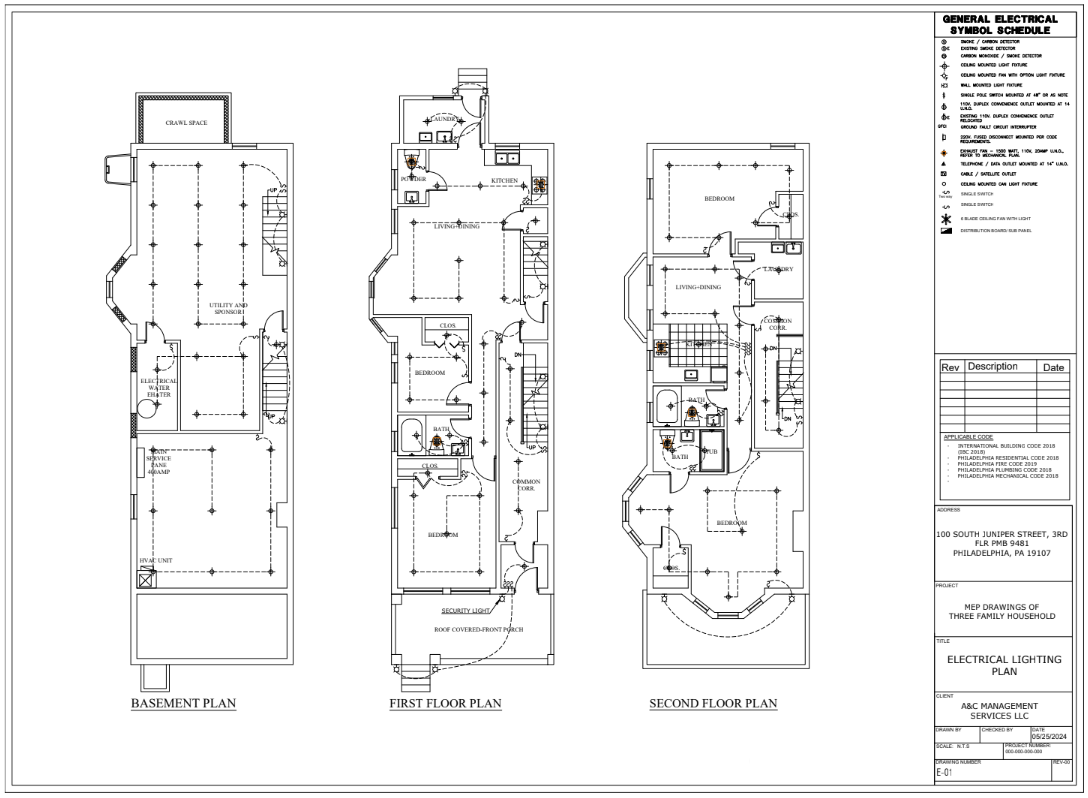 CRAWL SPACE
UP
UTILITY AND
SPONSORI
ELECTRICAL
WATER
EHATER
UP
MAIN
SERVICE
PANE
400AMP
HVAC UNIT
BASEMENT PLAN
LAUNDRY
POWDER
KITCHEN
LIVING+DINING
CLOS.
DN
BEDROOM
BATH
UP
CLOS.
COMMON
CORR.
BEDROOM
SECURITY LIGHT
ROOF COVERED-FRONT PORCH
FIRST FLOOR PLAN
BEDROOM
CLOS.
LAUNDRY
LIVING+DINING
COMMON
CORR.
KITCHEN
DN
BATH
DN
BATH
TUB
BEDROOM
CLOS.
SECOND FLOOR PLAN
GENERAL ELECTRICAL
SYMBOL SCHEDULE
SMOKE / CARBON DETECTOR
EXISTING SMOKE DETECTOR
CARBON MONOXIDE / SMOKE DETECTOR
CEILING MOUNTED LIGHT FIXTURE
CEILING MOUNTED FAN WITH OPTION LIGHT FIXTURE
WALL MOUNTED LIGHT FIXTURE
SINGLE POLE SWITCH MOUNTED AT 48" OR AS NOTE
110V. DUPLEX CONVENIENCE OUTLET MOUNTED AT 14
U.N.O.
EXISTING 110V. DUPLEX CONVENIENCE OUTLET
RELOCATED
GFCI GROUND FAULT CIRCUIT INTERRUPTER
220V. FUSED DISCONNECT MOUNTED PER CODE
REQUIREMENTS.
EXHAUST FAN - 1500 WATT, 110V. 20AMP U.N.O.,
REFER TO MECHANICAL PLAN.
TELEPHONE / DATA OUTLET MOUNTED AT 14" U.N.O.
CABLE / SATELLITE OUTLET
CEILING MOUNTED CAN LIGHT FIXTURE
SINGLE SWITCH
SINGLE SWITCH
6 BLADE CEILING FAN WITH LIGHT
DISTRIBUTION BOARD/ SUB PANEL
Rev Description Date
APPLICABLE CODE
- INTERNATIONAL BUILDING CODE 2018
(IBC 2018)
- PHILADELPHIA RESIDENTIAL CODE 2018
- PHILADELPHIA FIRE CODE 2019
- PHILADELPHIA PLUMBING CODE 2018
- PHILADELPHIA MECHANICAL CODE 2018
ADDRESS
100 SOUTH JUNIPER STREET, 3RD
FLR PMB 9481
PHILADELPHIA, PA 19107
PROJECT
MEP DRAWINGS OF
THREE FAMILY HOUSEHOLD
TITLE
ELECTRICAL LIGHTING
PLAN
CLIENT
A&C MANAGEMENT
SERVICES LLC
DRAWN BY CHECKED BY DATE
05/25/2024
SCALE: N.T.S PROJECT NUMBER:
000-000-000-000
DRAWING NUMBER REV-00
E-01